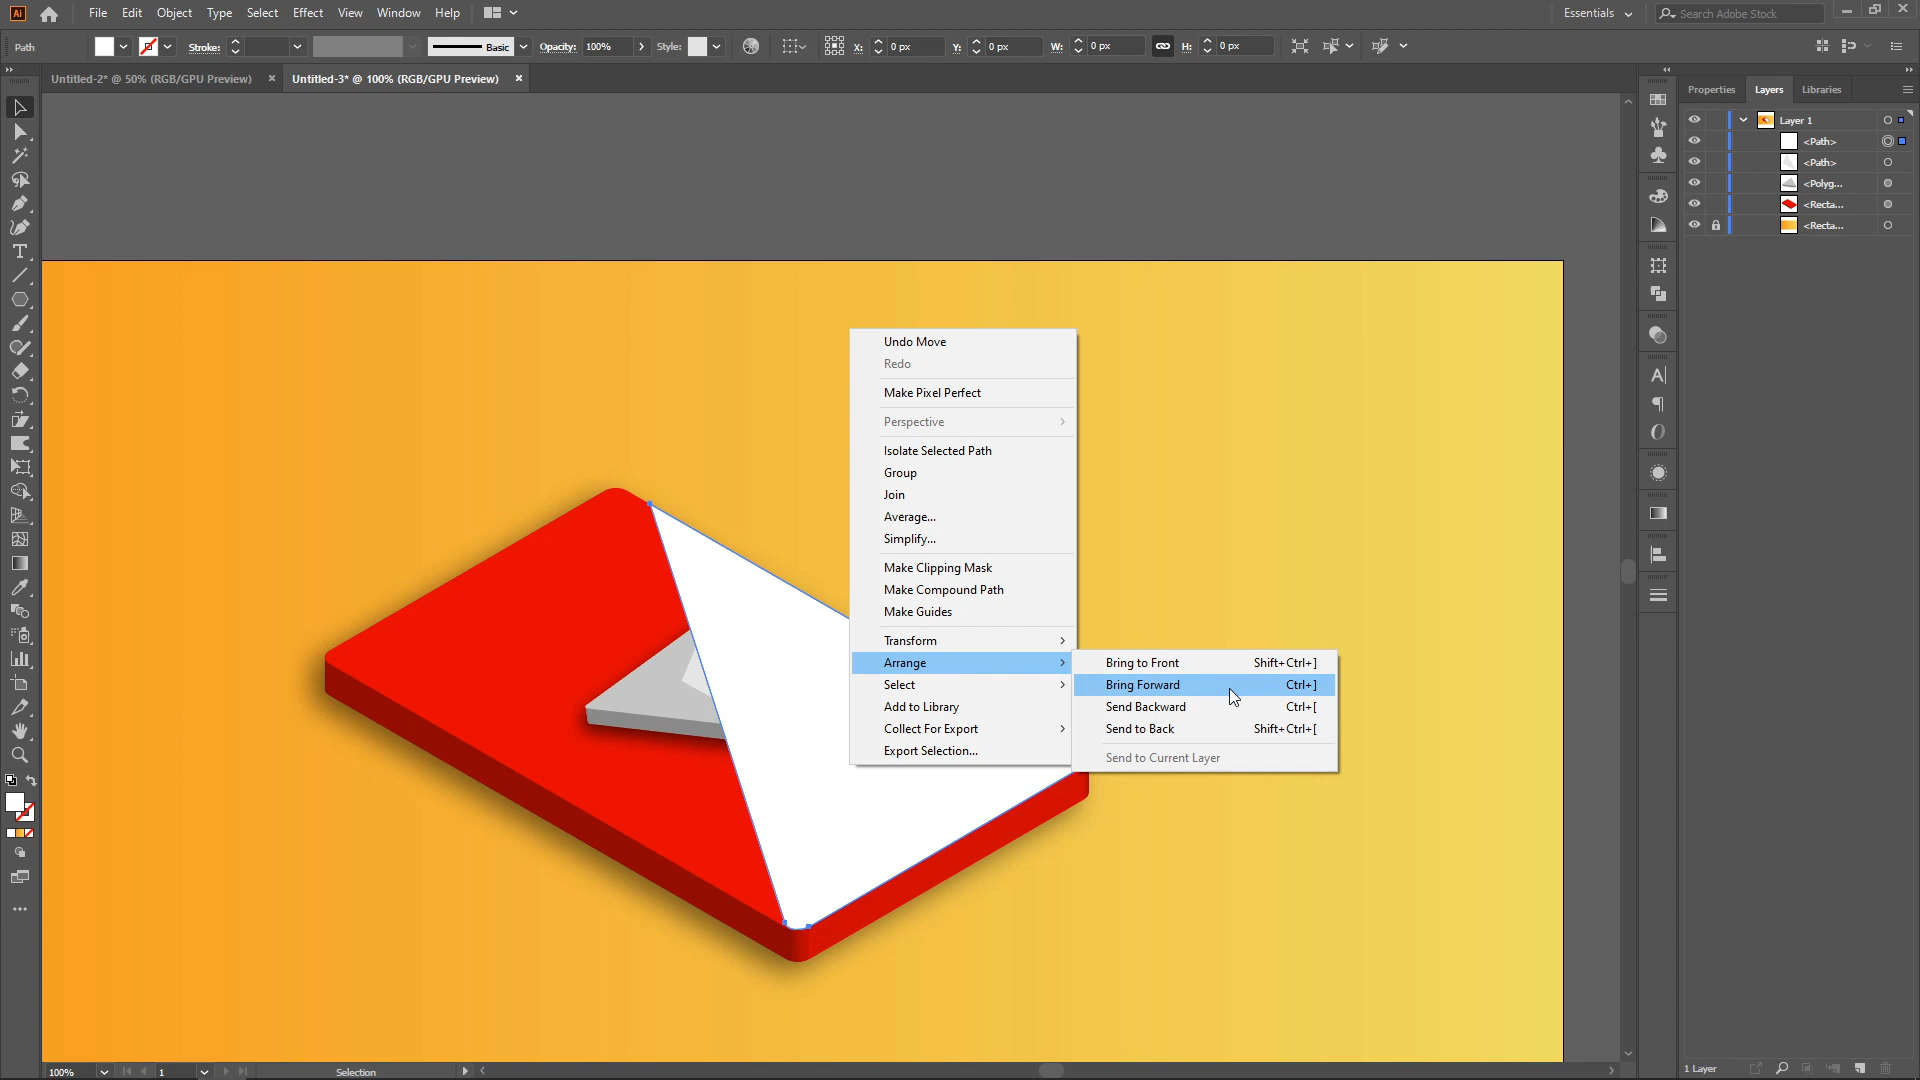 Ai File Edit Object Type Select Effect View Window Help Essentials Search Adobe Stock
Path Stroke: Basic Opacity: 100% Style: X: 0 px Y: 0 px W: 0 px H: 0 px
Untitled-2* @ 50% (RGB/GPU Preview) × Untitled-3* @ 100% (RGB/GPU Preview) ×
Properties Layers Libraries
Layer 1
<Path>
<Path>
<Polyg...
<Recta...
<Recta...
Undo Move
Redo
Make Pixel Perfect
Perspective
Isolate Selected Path
Group
Join
Average...
Simplify...
Make Clipping Mask
Make Compound Path
Make Guides
Transform
Arrange
Select
Add to Library
Collect For Export
Export Selection...
Bring to Front Shift+Ctrl+]
Bring Forward Ctrl+]
Send Backward Ctrl+[
Send to Back Shift+Ctrl+[
Send to Current Layer
100% 1 Selection
1 Layer